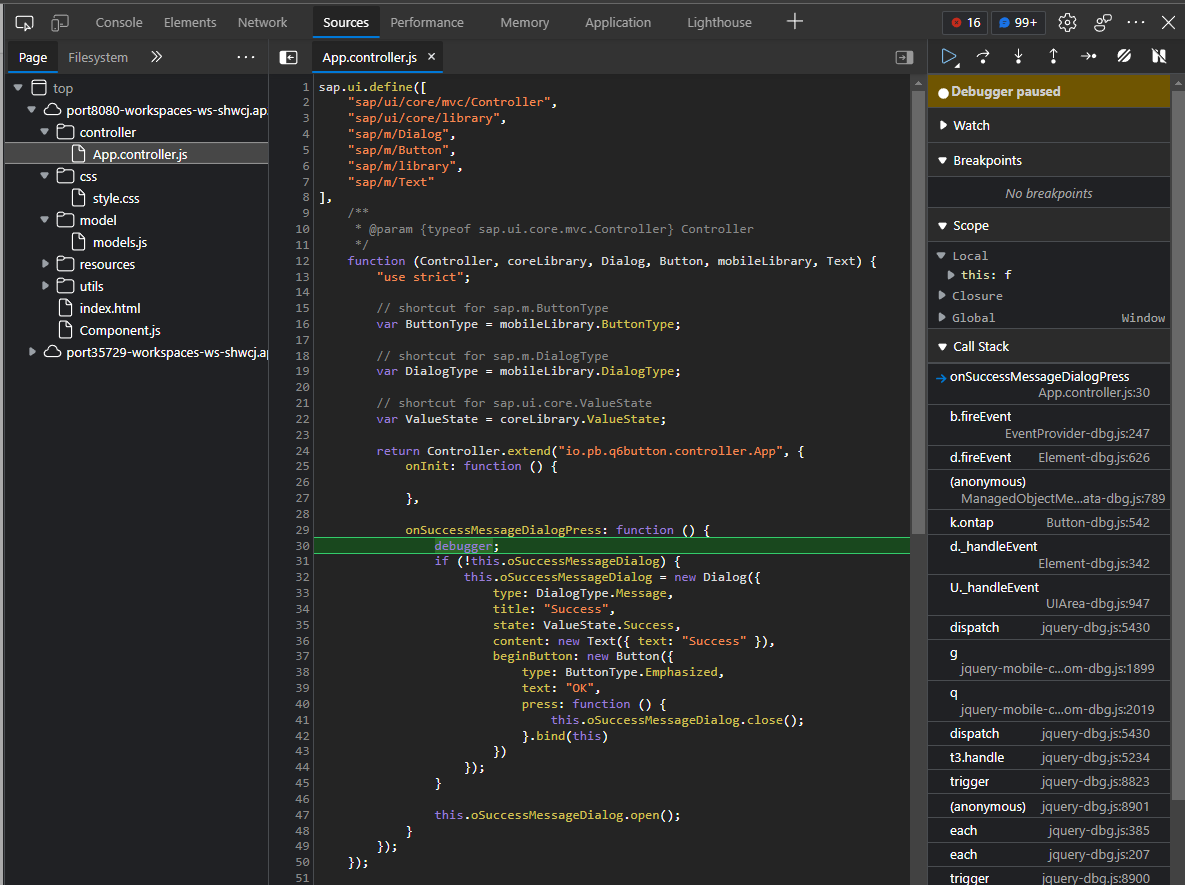 Console Elements Network Sources Performance Memory Application Lighthouse 16 99+
Page Filesystem
App.controller.js
top
port8080-workspaces-ws-shwcj.ap
controller
App.controller.js
css
style.css
model
models.js
resources
utils
index.html
Component.js
port35729-workspaces-ws-shwcj.ap
1 sap.ui.define([
2 "sap/ui/core/mvc/Controller",
3 "sap/ui/core/library",
4 "sap/m/Dialog",
5 "sap/m/Button",
6 "sap/m/library",
7 "sap/m/Text"
8 ],
9 /**
10 * @param {typeof sap.ui.core.mvc.Controller} Controller
11 */
12 function (Controller, coreLibrary, Dialog, Button, mobileLibrary, Text) {
13 "use strict";
14
15 // shortcut for sap.m.ButtonType
16 var ButtonType = mobileLibrary.ButtonType;
17
18 // shortcut for sap.m.DialogType
19 var DialogType = mobileLibrary.DialogType;
20
21 // shortcut for sap.ui.core.ValueState
22 var ValueState = coreLibrary.ValueState;
23
24 return Controller.extend("io.pb.q6button.controller.App", {
25 onInit: function () {
26
27 },
28
29 onSuccessMessageDialogPress: function () {
30 debugger;
31 if (!this.oSuccessMessageDialog) {
32 this.oSuccessMessageDialog = new Dialog({
33 type: DialogType.Message,
34 title: "Success",
35 state: ValueState.Success,
36 content: new Text({ text: "Success" }),
37 beginButton: new Button({
38 type: ButtonType.Emphasized,
39 text: "OK",
40 press: function () {
41 this.oSuccessMessageDialog.close();
42 }.bind(this)
43 })
44 });
45 }
46
47 this.oSuccessMessageDialog.open();
48 }
49 });
50 });
51
Debugger paused
Watch
Breakpoints
No breakpoints
Scope
Local
this: f
Closure
Global Window
Call Stack
onSuccessMessageDialogPress
App.controller.js:30
b.fireEvent
EventProvider-dbg.js:247
d.fireEvent Element-dbg.js:626
(anonymous)
ManagedObjectMe…ata-dbg.js:789
k.ontap Button-dbg.js:542
d._handleEvent
Element-dbg.js:342
U._handleEvent
UIArea-dbg.js:947
dispatch jquery-dbg.js:5430
g
jquery-mobile-c…om-dbg.js:1899
q
jquery-mobile-c…om-dbg.js:2019
dispatch jquery-dbg.js:5430
t3.handle jquery-dbg.js:5234
trigger jquery-dbg.js:8823
(anonymous) jquery-dbg.js:8901
each jquery-dbg.js:385
each jquery-dbg.js:207
trigger jquery-dbg.js:8900